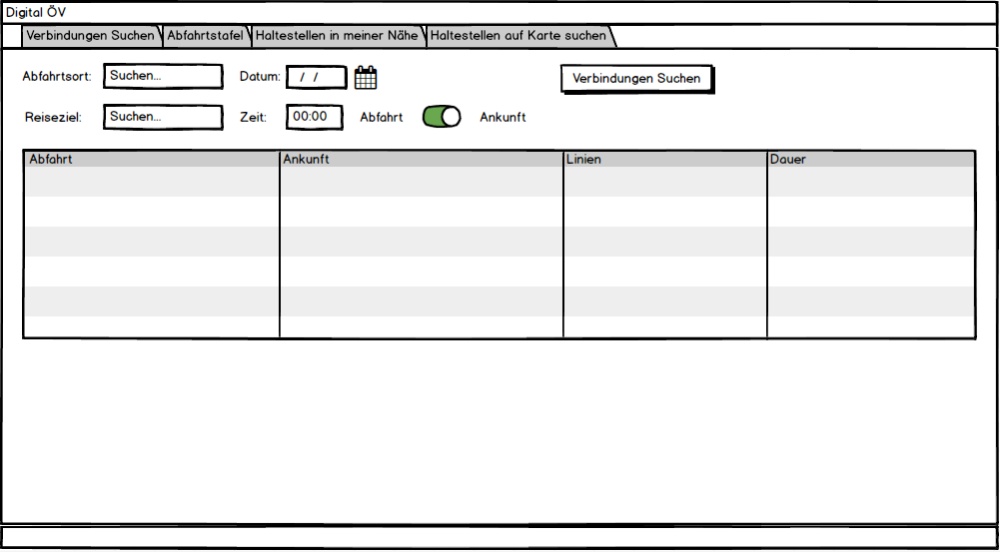 Digital ÖV
Verbindungen Suchen Abfahrtstafel Haltestellen in meiner Nähe Haltestellen auf Karte suchen
Abfahrtsort: Suchen... Datum: / / Verbindungen Suchen
Reiseziel: Suchen... Zeit: 00:00 Abfahrt Ankunft
Abfahrt Ankunft Linien Dauer